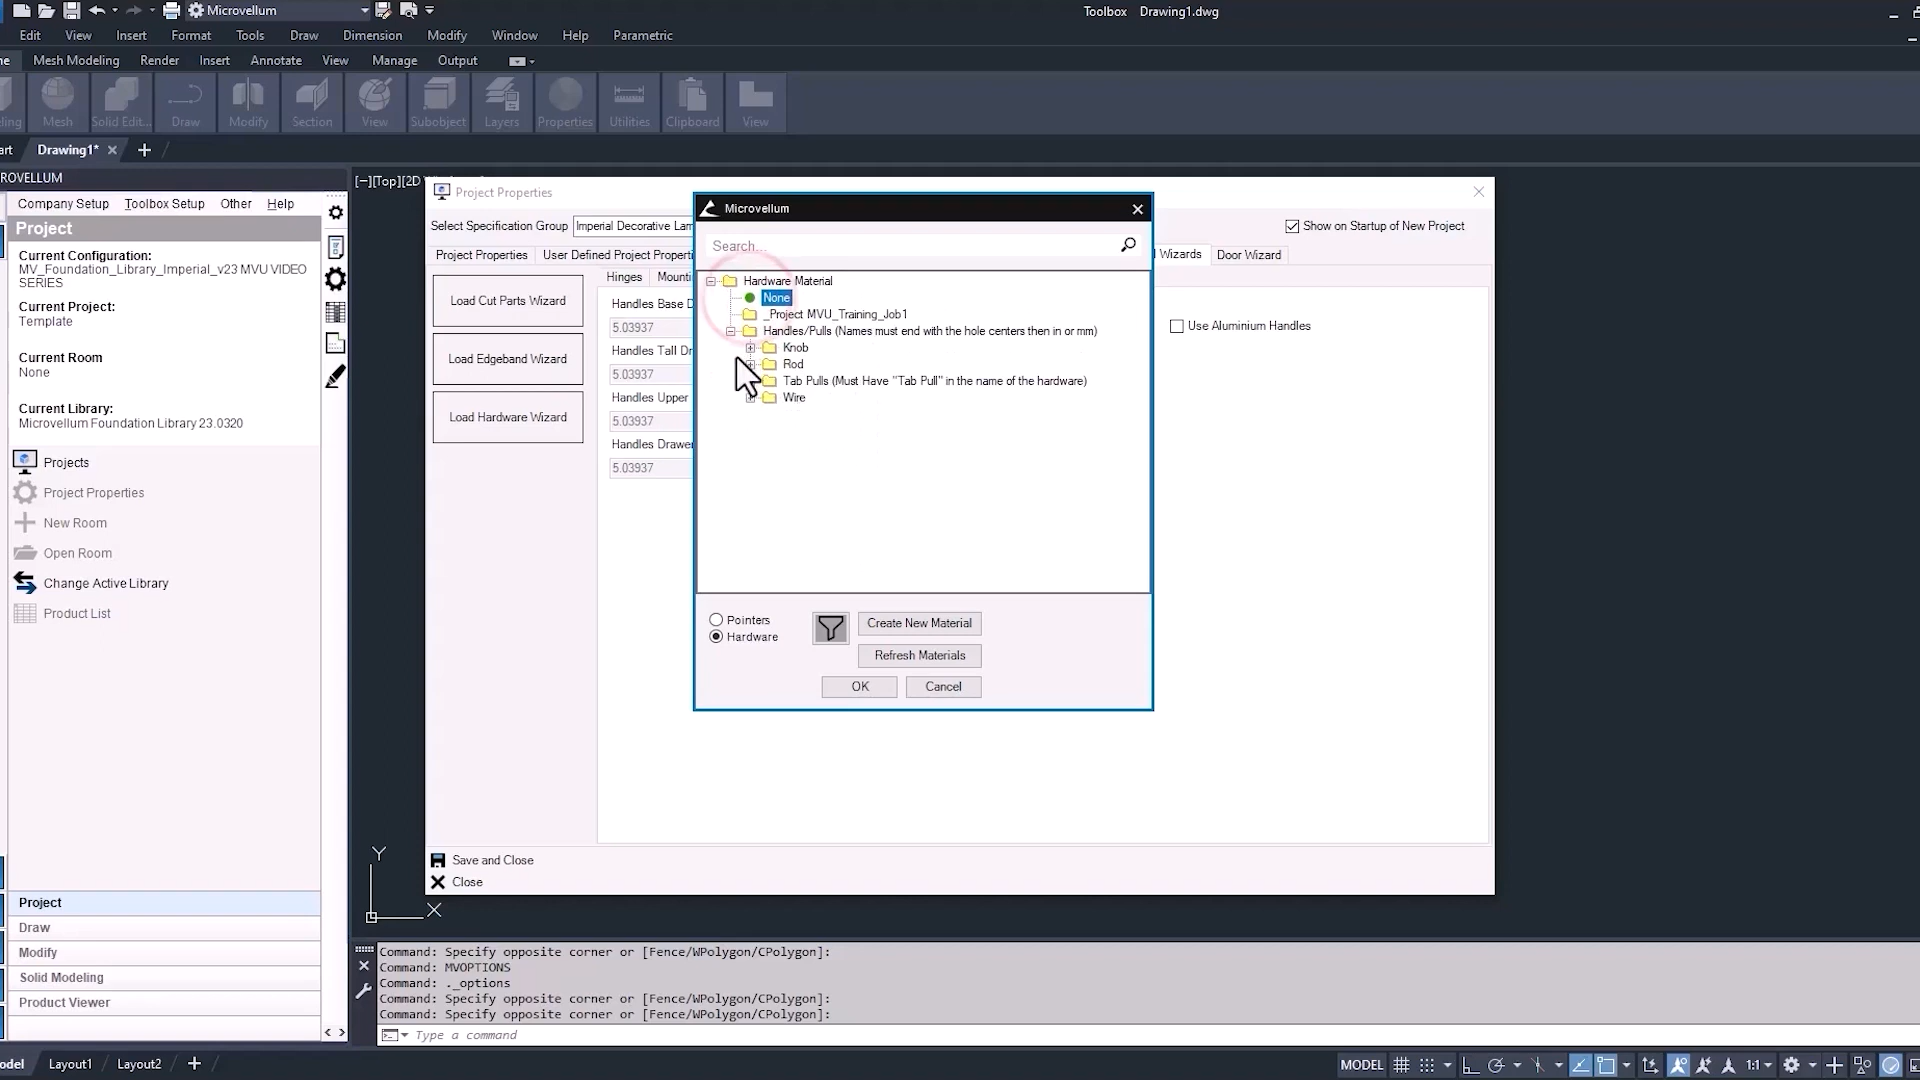 Microvellum
Toolbox Drawing1.dwg
Edit View Insert Format Tools Draw Dimension Modify Window Help Parametric
Mesh Modeling Render Insert Annotate View Manage Output
Mesh Solid Edit... Draw Modify Section View Subobject Layers Properties Utilities Clipboard View
Drawing1*
ROVELLUM
Company Setup Toolbox Setup Other Help
Project
Current Configuration:
MV_Foundation_Library_Imperial_v23 MVU VIDEO
SERIES
Current Project:
Template
Current Room
None
Current Library:
Microvellum Foundation Library 23.0320
Projects
Project Properties
New Room
Open Room
Change Active Library
Product List
Project
Draw
Modify
Solid Modeling
Product Viewer
[−][Top][2D
Project Properties
Select Specification Group Imperial Decorative Lam
Show on Startup of New Project
Project Properties User Defined Project Properti
Wizards Door Wizard
Load Cut Parts Wizard
Load Edgeband Wizard
Load Hardware Wizard
Hinges Mounti
Handles Base D
5.03937
Handles Tall Dr
5.03937
Handles Upper
5.03937
Handles Drawer
5.03937
Use Aluminium Handles
Microvellum
Search...
Hardware Material
None
_Project MVU_Training_Job1
Handles/Pulls (Names must end with the hole centers then in or mm)
Knob
Rod
Tab Pulls (Must Have "Tab Pull" in the name of the hardware)
Wire
Pointers
Hardware
Create New Material
Refresh Materials
OK Cancel
Save and Close
Close
Y
X
Command: Specify opposite corner or [Fence/WPolygon/CPolygon]:
Command: MVOPTIONS
Command: ._options
Command: Specify opposite corner or [Fence/WPolygon/CPolygon]:
Command: Specify opposite corner or [Fence/WPolygon/CPolygon]:
Type a command
Layout1 Layout2
MODEL 1:1